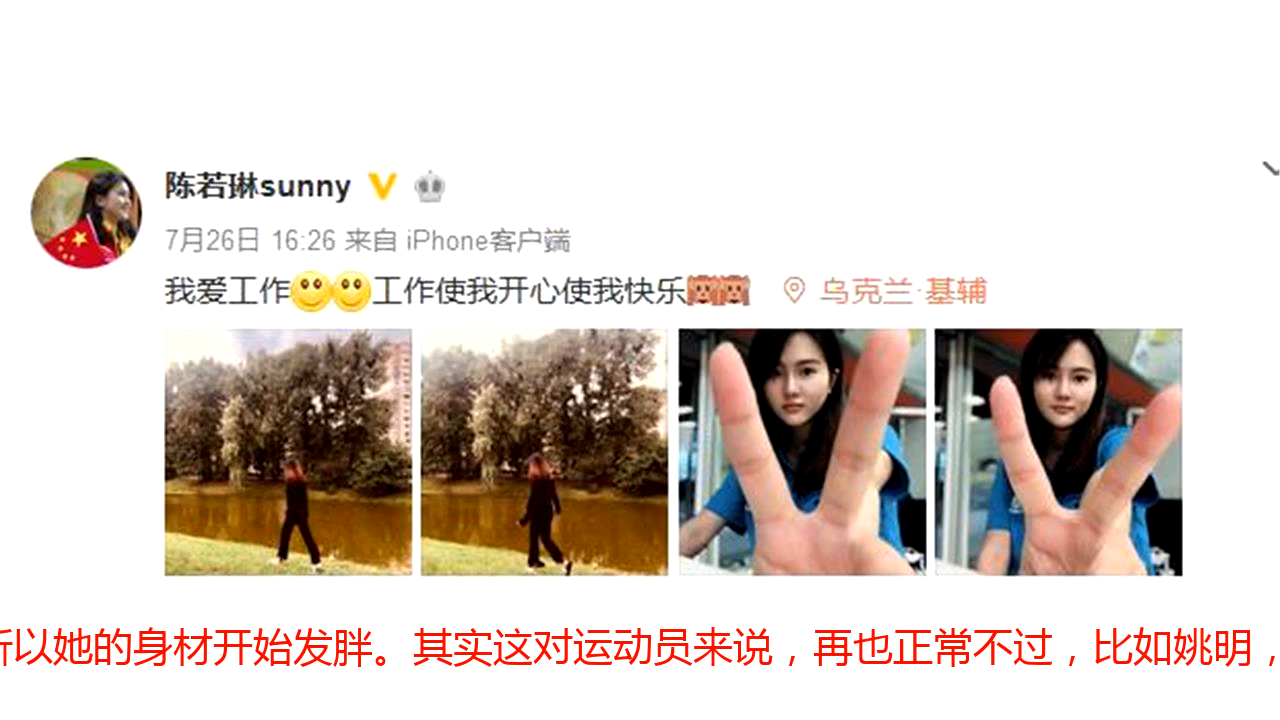 陈若琳sunny
7月26日 16:26 来自 iPhone客户端
我爱工作工作使我开心使我快乐 乌克兰·基辅
以她的身材开始发胖。其实这对运动员来说，再也正常不过，比如姚明，